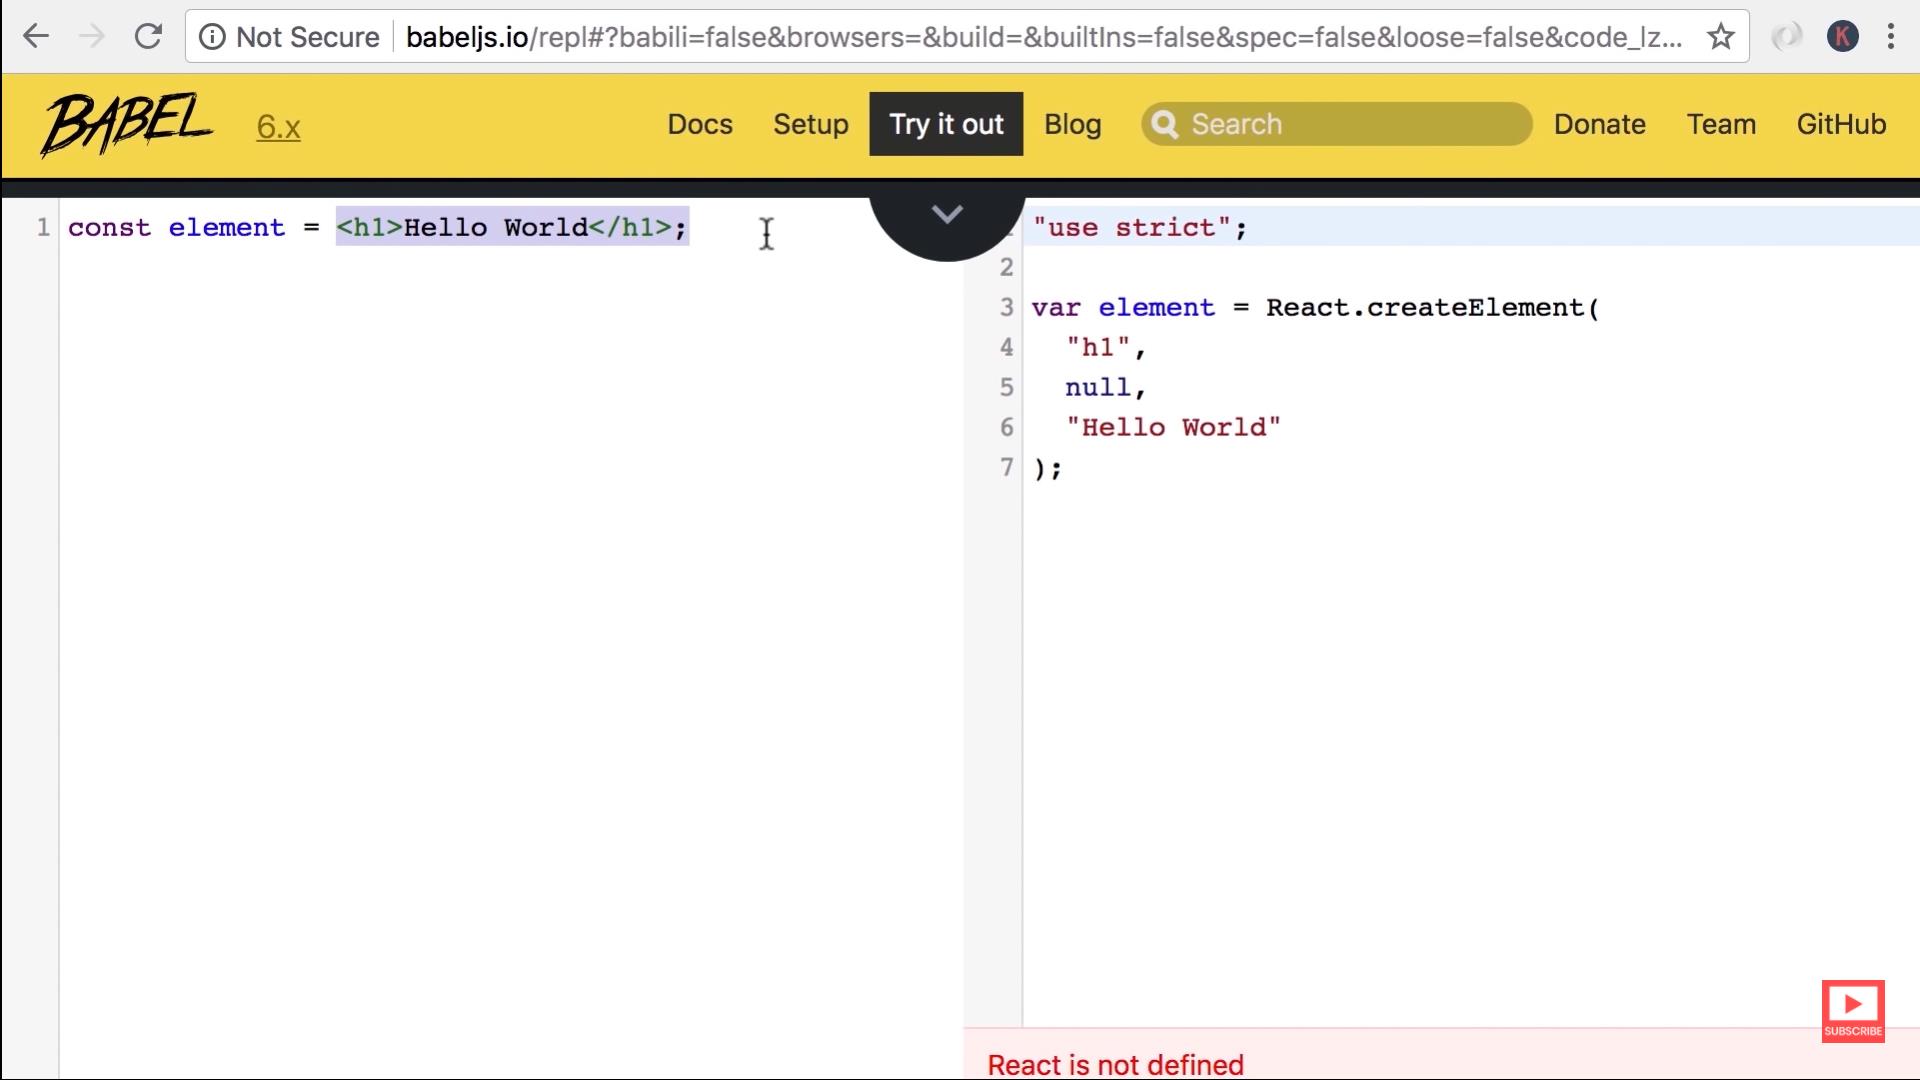 Not Secure babeljs.io/repl#?babili=false&browsers=&build=&builtIns=false&spec=false&loose=false&code_lz... K
BABEL 6.x Docs Setup Try it out Blog Search Donate Team GitHub
1 const element = <h1>Hello World</h1>;
"use strict";
2
3 var element = React.createElement(
4 "h1",
5 null,
6 "Hello World"
7 );
SUBSCRIBE
React is not defined